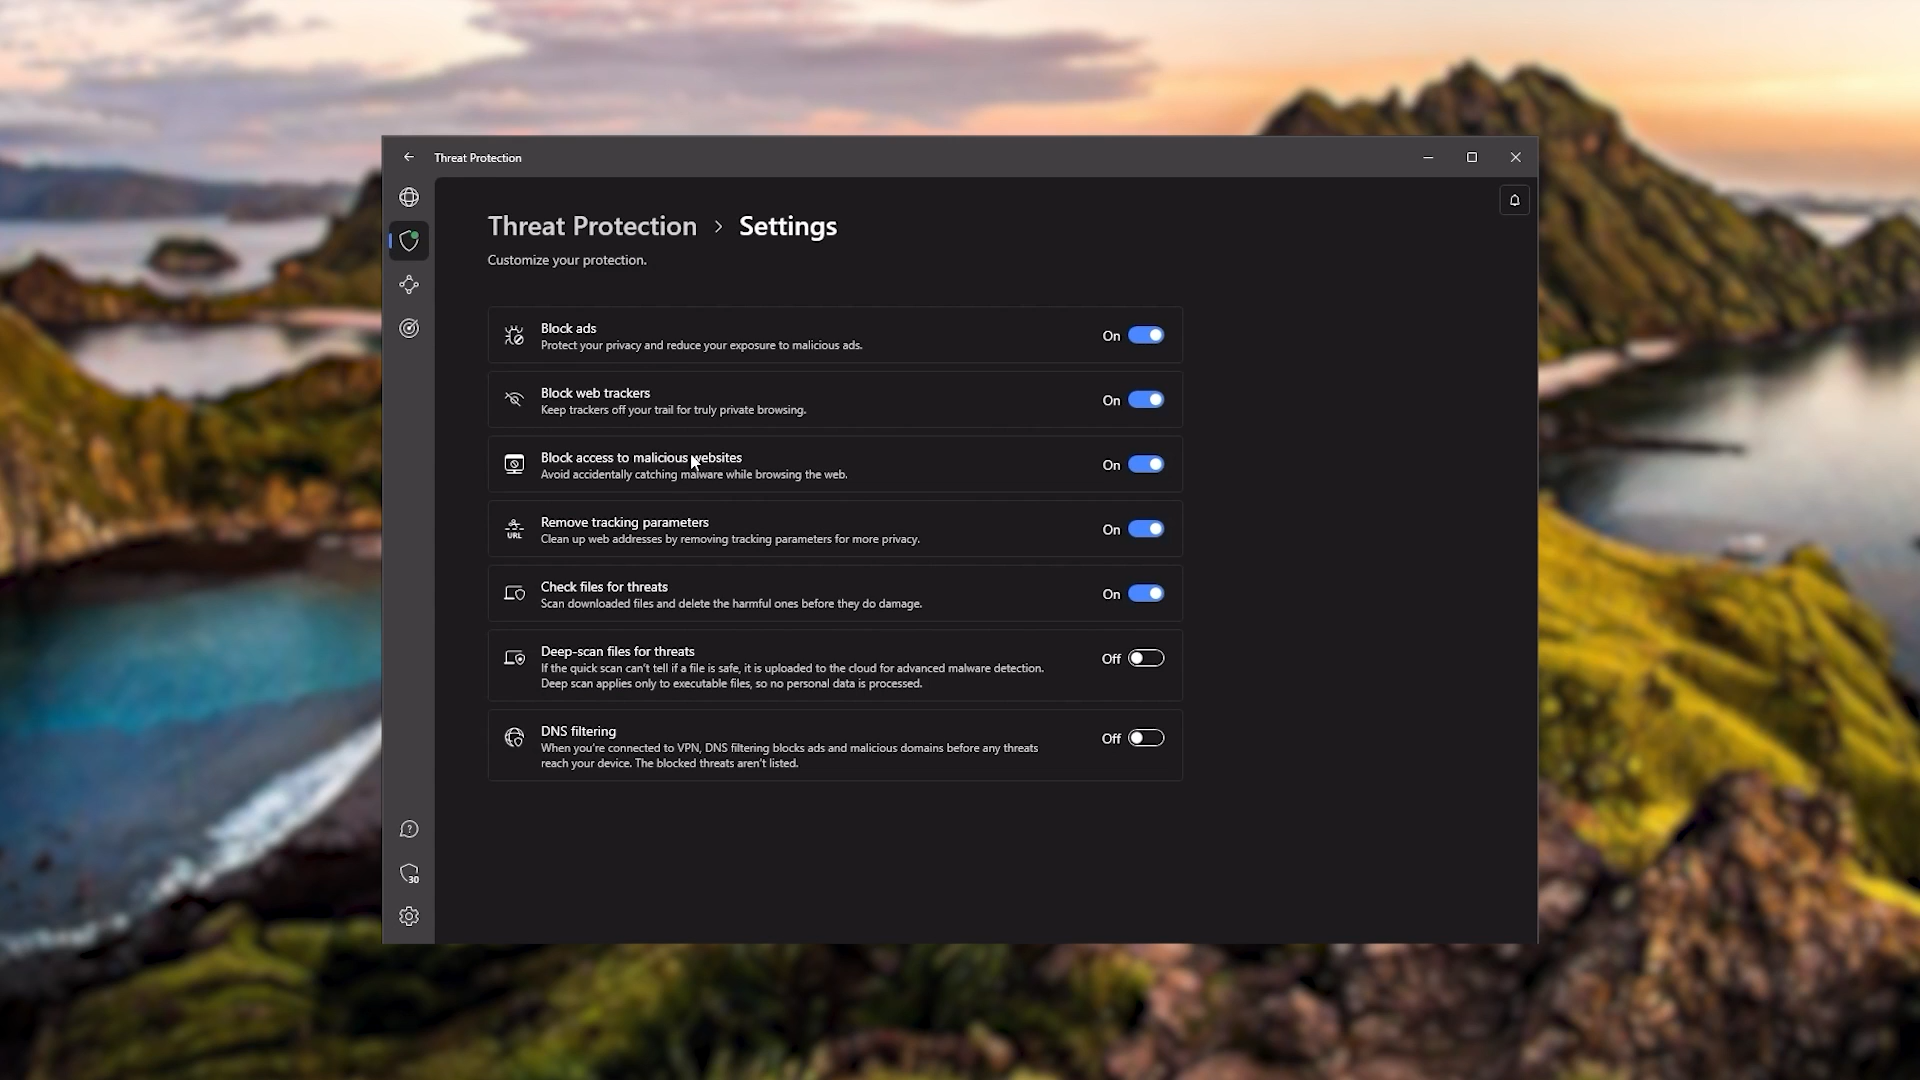 Threat Protection
Threat Protection > Settings
Customize your protection.
Block ads
Protect your privacy and reduce your exposure to malicious ads.
On
Block web trackers
Keep trackers off your trail for truly private browsing.
On
Block access to malicious websites
Avoid accidentally catching malware while browsing the web.
On
URL
Remove tracking parameters
Clean up web addresses by removing tracking parameters for more privacy.
On
Check files for threats
Scan downloaded files and delete the harmful ones before they do damage.
On
Deep-scan files for threats
If the quick scan can't tell if a file is safe, it is uploaded to the cloud for advanced malware detection.
Deep scan applies only to executable files, so no personal data is processed.
Off
DNS filtering
When you're connected to VPN, DNS filtering blocks ads and malicious domains before any threats
reach your device. The blocked threats aren't listed.
Off
30